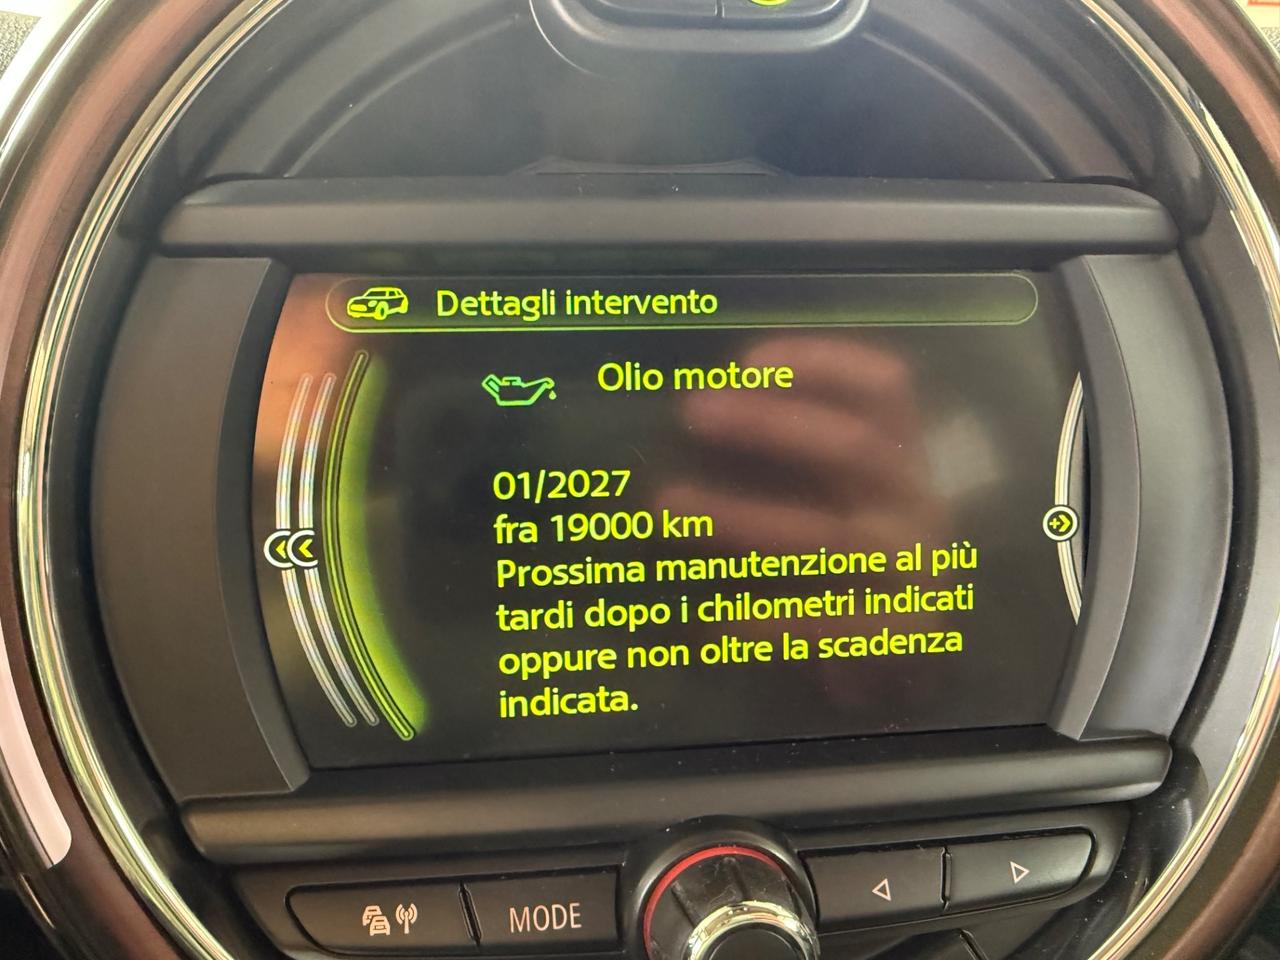 Dettagli intervento
Olio motore
01/2027
fra 19000 km
Prossima manutenzione al più
tardi dopo i chilometri indicati
oppure non oltre la scadenza
indicata.
MODE